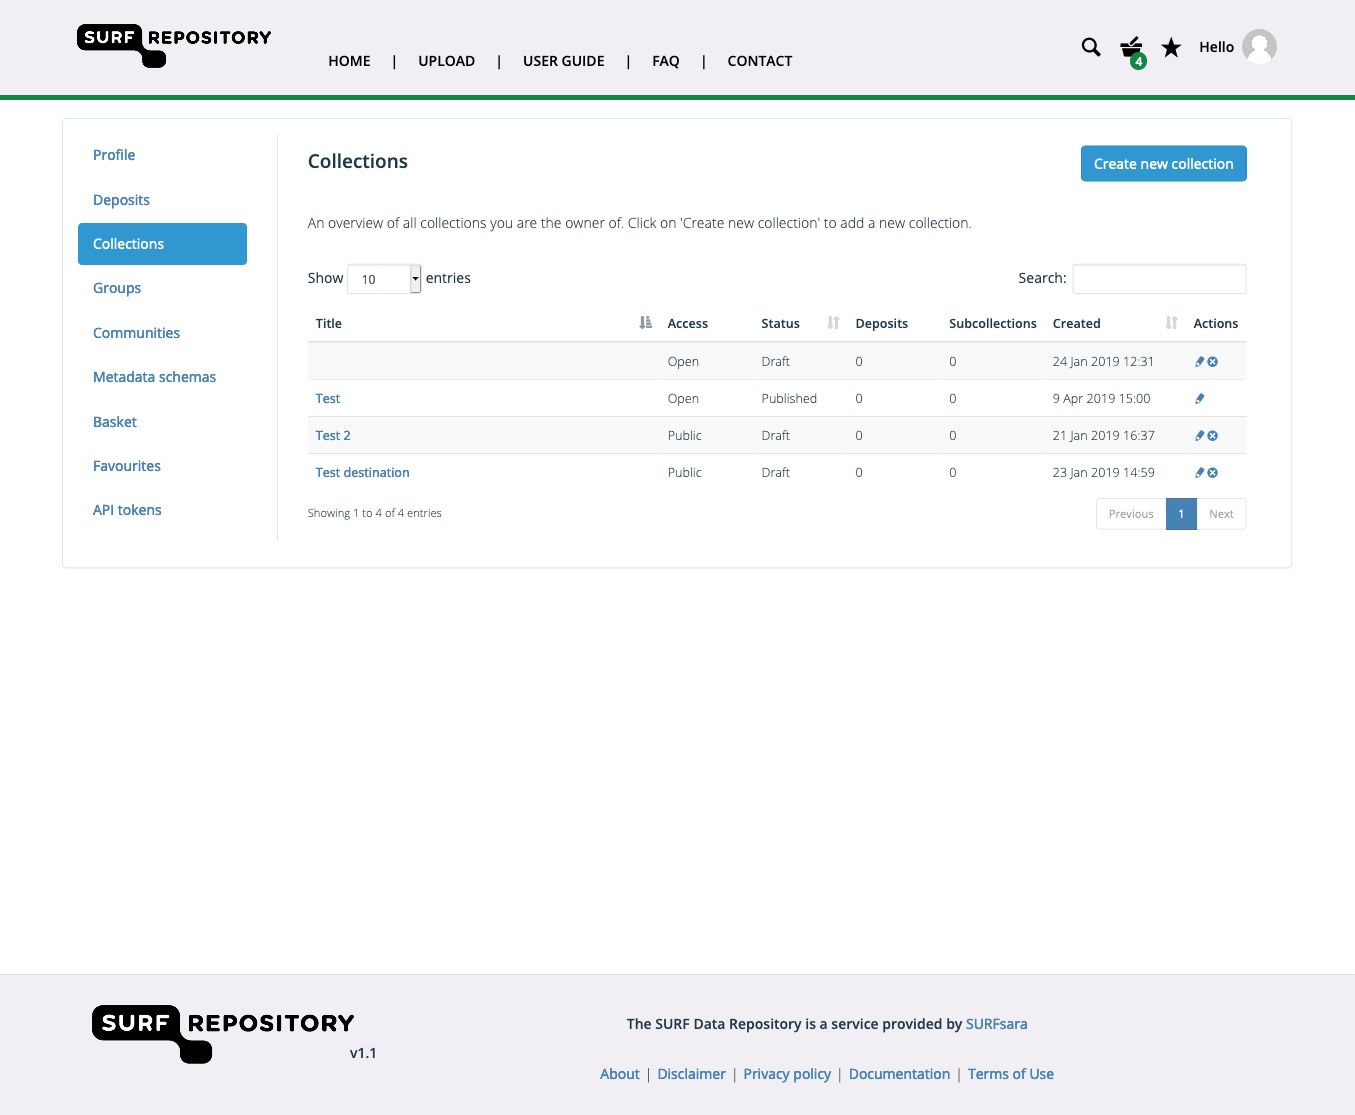 SURF REPOSITORY
HOME | UPLOAD | USER GUIDE | FAQ | CONTACT
4
Hello
Profile
Deposits
Collections
Groups
Communities
Metadata schemas
Basket
Favourites
API tokens
Collections
Create new collection
An overview of all collections you are the owner of. Click on 'Create new collection' to add a new collection.
Show 10 entries
Search:
Title Access Status Deposits Subcollections Created Actions
Open Draft 0 0 24 Jan 2019 12:31
Test Open Published 0 0 9 Apr 2019 15:00
Test 2 Public Draft 0 0 21 Jan 2019 16:37
Test destination Public Draft 0 0 23 Jan 2019 14:59
Showing 1 to 4 of 4 entries
Previous 1 Next
SURF REPOSITORY
v1.1
The SURF Data Repository is a service provided by SURFsara
About | Disclaimer | Privacy policy | Documentation | Terms of Use